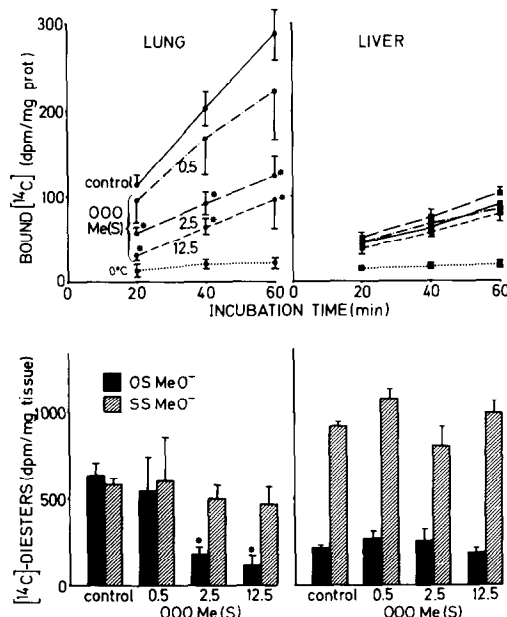 LUNG
LIVER
BOUND [¹⁴C] (dpm/mg prot)
300
200
100
0
control
OOO
Me(S)
0.5
2.5
12.5
0°C
0 20 40 60
0 20 40 60
INCUBATION TIME (min)
[¹⁴C]-DIESTERS (dpm/mg tissue)
1000
500
0
OS MeO⁻
SS MeO⁻
control 0.5 2.5 12.5
OOO Me(S)
control 0.5 2.5 12.5
OOO Me(S)